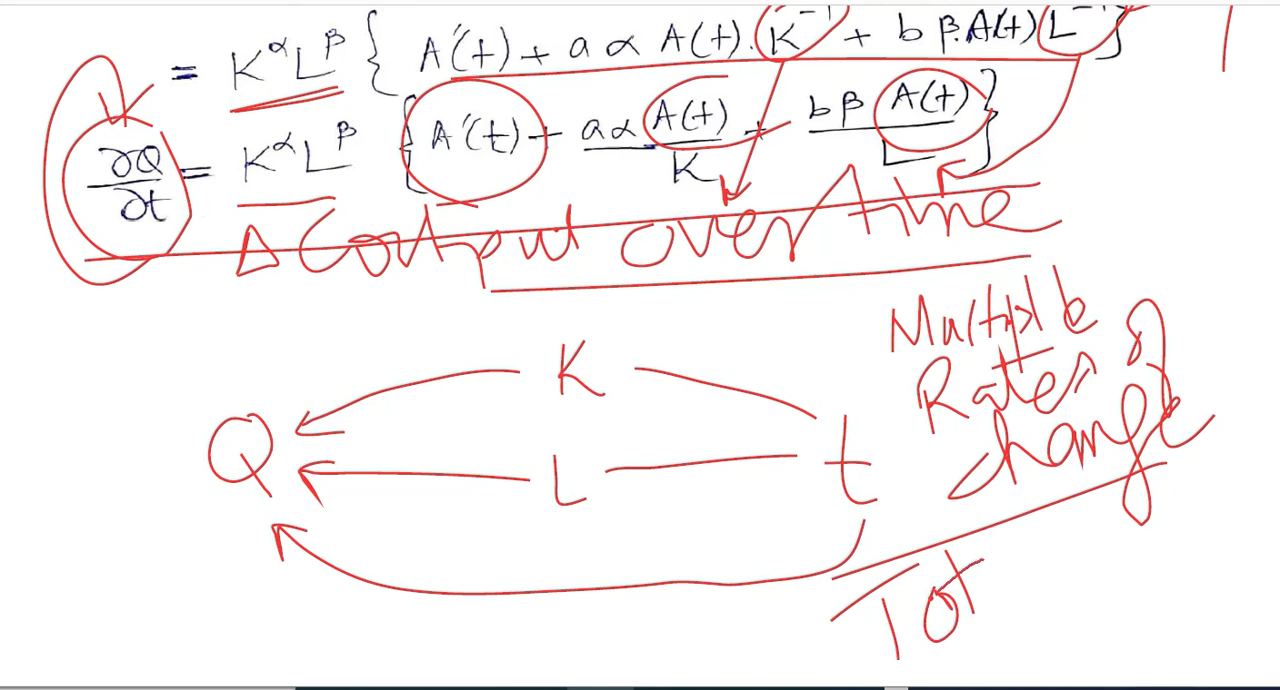 = K^α L^β { A'(t) + a α A(t) . K^-1 + b β . A(t) L^-1 }
∂Q/∂t = K^α L^β { A'(t) + a α A(t)/K + b β A(t)/L }
Δ output over time
Multiple
Rates of
change
K
Q
L
t
Tot